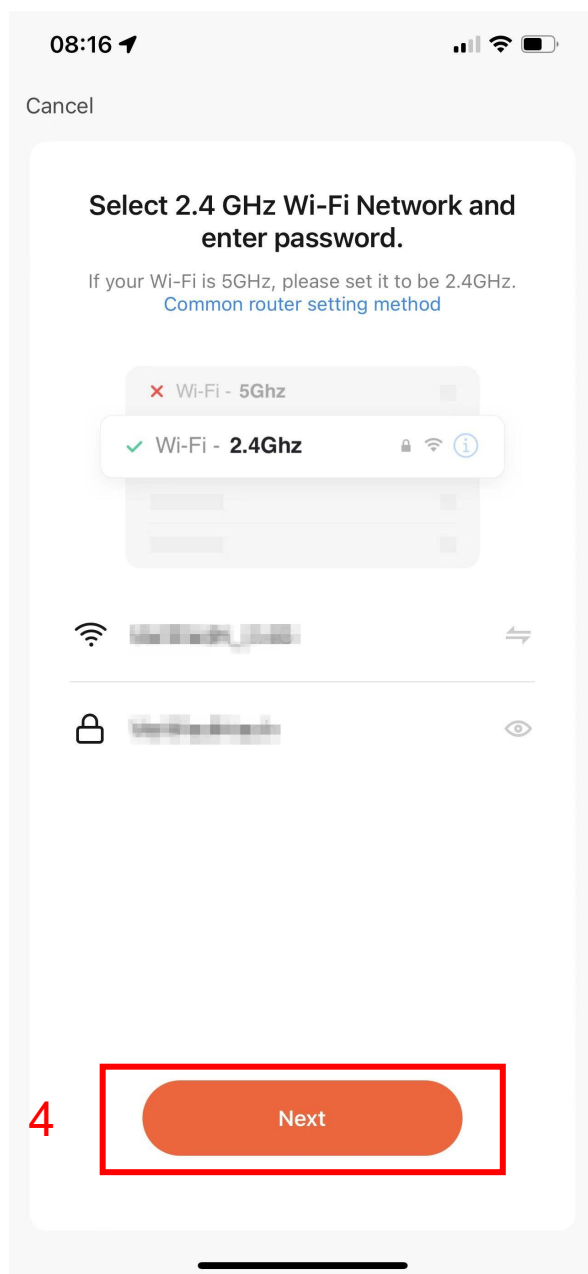 08:16
Cancel
Select 2.4 GHz Wi-Fi Network and
enter password.
If your Wi-Fi is 5GHz, please set it to be 2.4GHz.
Common router setting method
Wi-Fi - 5Ghz
Wi-Fi - 2.4Ghz
4
Next